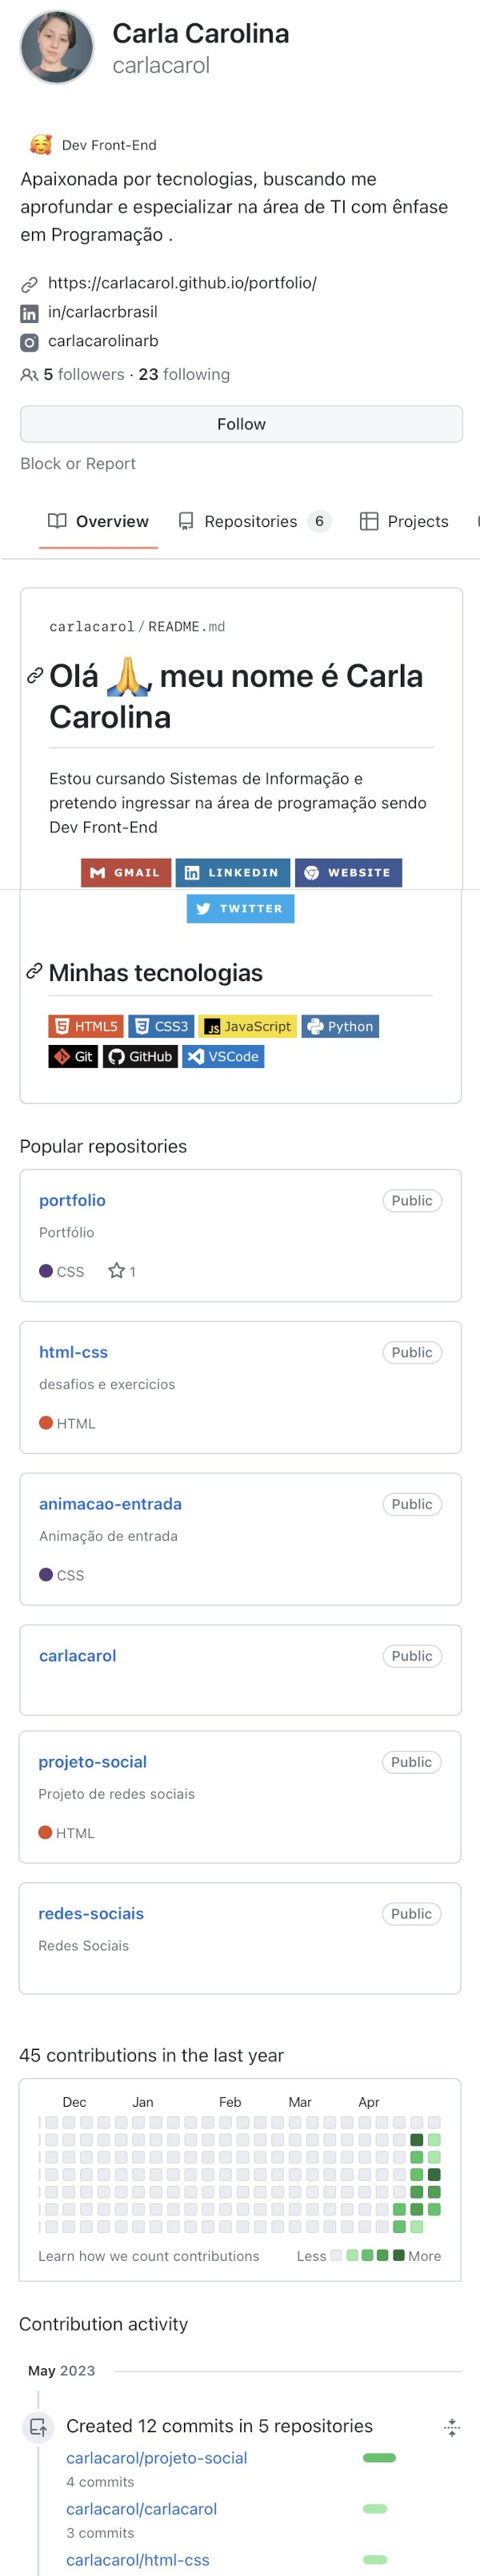 Carla Carolina
carlacarol
Dev Front-End
Apaixonada por tecnologias, buscando me
aprofundar e especializar na área de TI com ênfase
em Programação .
https://carlacarol.github.io/portfolio/
in/carlacrbrasil
carlacarolinarb
5 followers · 23 following
Follow
Block or Report
Overview Repositories 6 Projects
carlacarol / README.md
Olá 🙏, meu nome é Carla
Carolina
Estou cursando Sistemas de Informação e
pretendo ingressar na área de programação sendo
Dev Front-End
GMAIL LINKEDIN WEBSITE
TWITTER
Minhas tecnologias
HTML5 CSS3 JS JavaScript Python
Git GitHub VSCode
Popular repositories
portfolio Public
Portfólio
CSS 1
html-css Public
desafios e exercicios
HTML
animacao-entrada Public
Animação de entrada
CSS
carlacarol Public
projeto-social Public
Projeto de redes sociais
HTML
redes-sociais Public
Redes Sociais
45 contributions in the last year
Dec Jan Feb Mar Apr
Learn how we count contributions Less More
Contribution activity
May 2023
Created 12 commits in 5 repositories
carlacarol/projeto-social
4 commits
carlacarol/carlacarol
3 commits
carlacarol/html-css